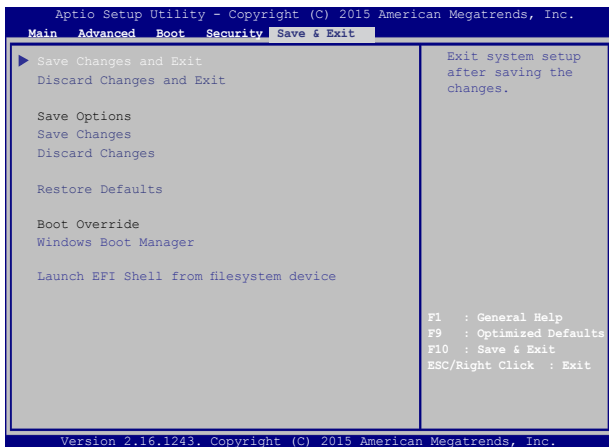 Aptio Setup Utility - Copyright (C) 2015 American Megatrends, Inc.
Main Advanced Boot Security Save & Exit
Save Changes and Exit
Discard Changes and Exit
Save Options
Save Changes
Discard Changes
Restore Defaults
Boot Override
Windows Boot Manager
Launch EFI Shell from filesystem device
Exit system setup
after saving the
changes.
F1 : General Help
F9 : Optimized Defaults
F10 : Save & Exit
ESC/Right Click : Exit
Version 2.16.1243. Copyright (C) 2015 American Megatrends, Inc.